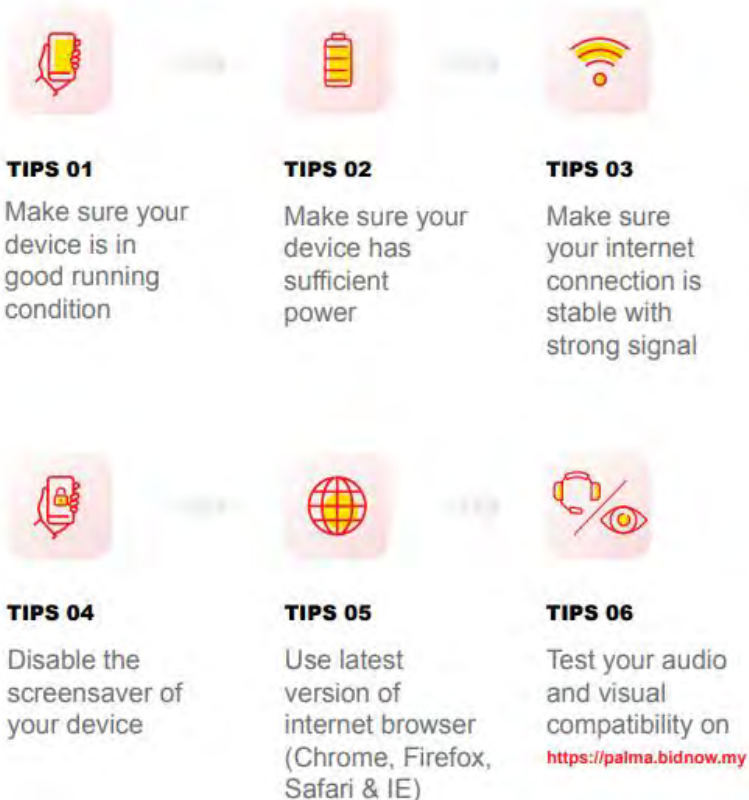 TIPS 01
Make sure your
device is in
good running
condition
TIPS 02
Make sure your
device has
sufficient
power
TIPS 03
Make sure
your internet
connection is
stable with
strong signal
TIPS 04
Disable the
screensaver of
your device
TIPS 05
Use latest
version of
internet browser
(Chrome, Firefox,
Safari & IE)
TIPS 06
Test your audio
and visual
compatibility on
https://palma.bidnow.my